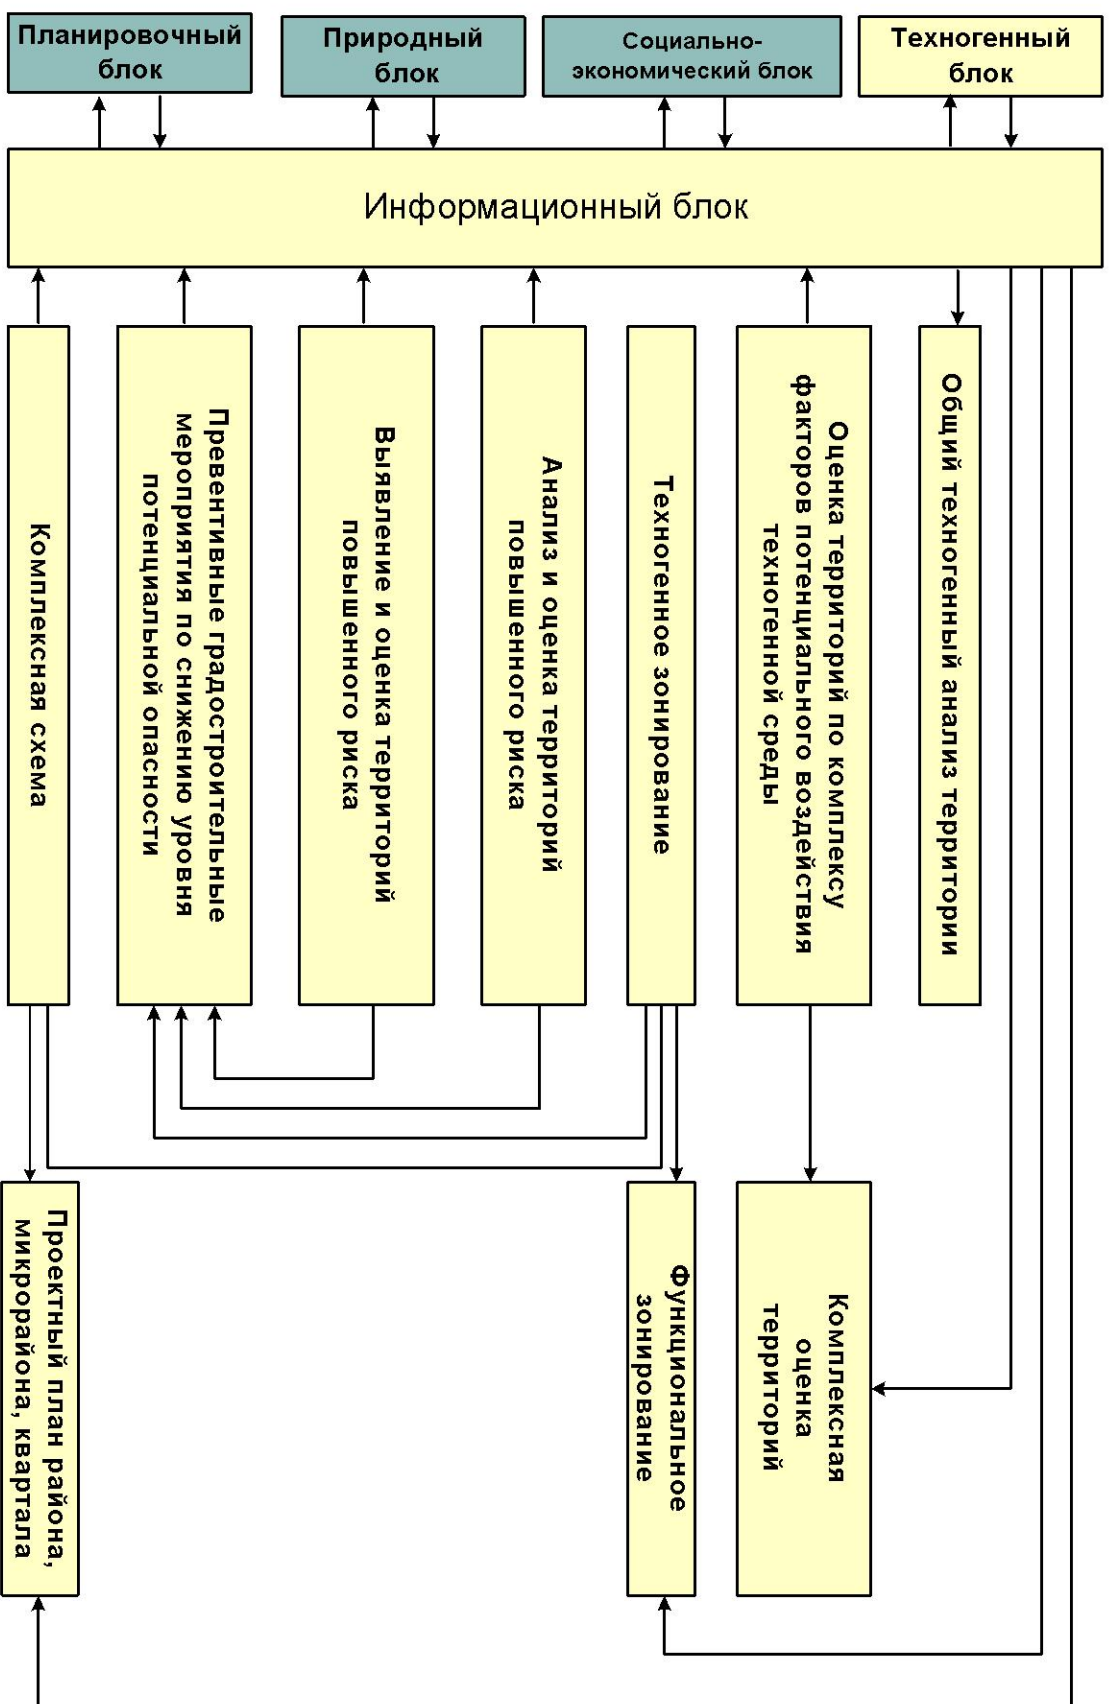 Планировочный
блок
Природный
блок
Социально-
экономический блок
Техногенный
блок
Информационный блок
Комплексная схема
Превентивные градостроительные
мероприятия по снижению уровня
потенциальной опасности
Выявление и оценка территорий
повышенного риска
Анализ и оценка территорий
повышенного риска
Техногенное зонирование
Оценка территорий по комплексу
факторов потенциального воздействия
техногенной среды
Общий техногенный анализ территории
Проектный план района,
микрорайона, квартала
Функциональное
зонирование
Комплексная
оценка
территорий